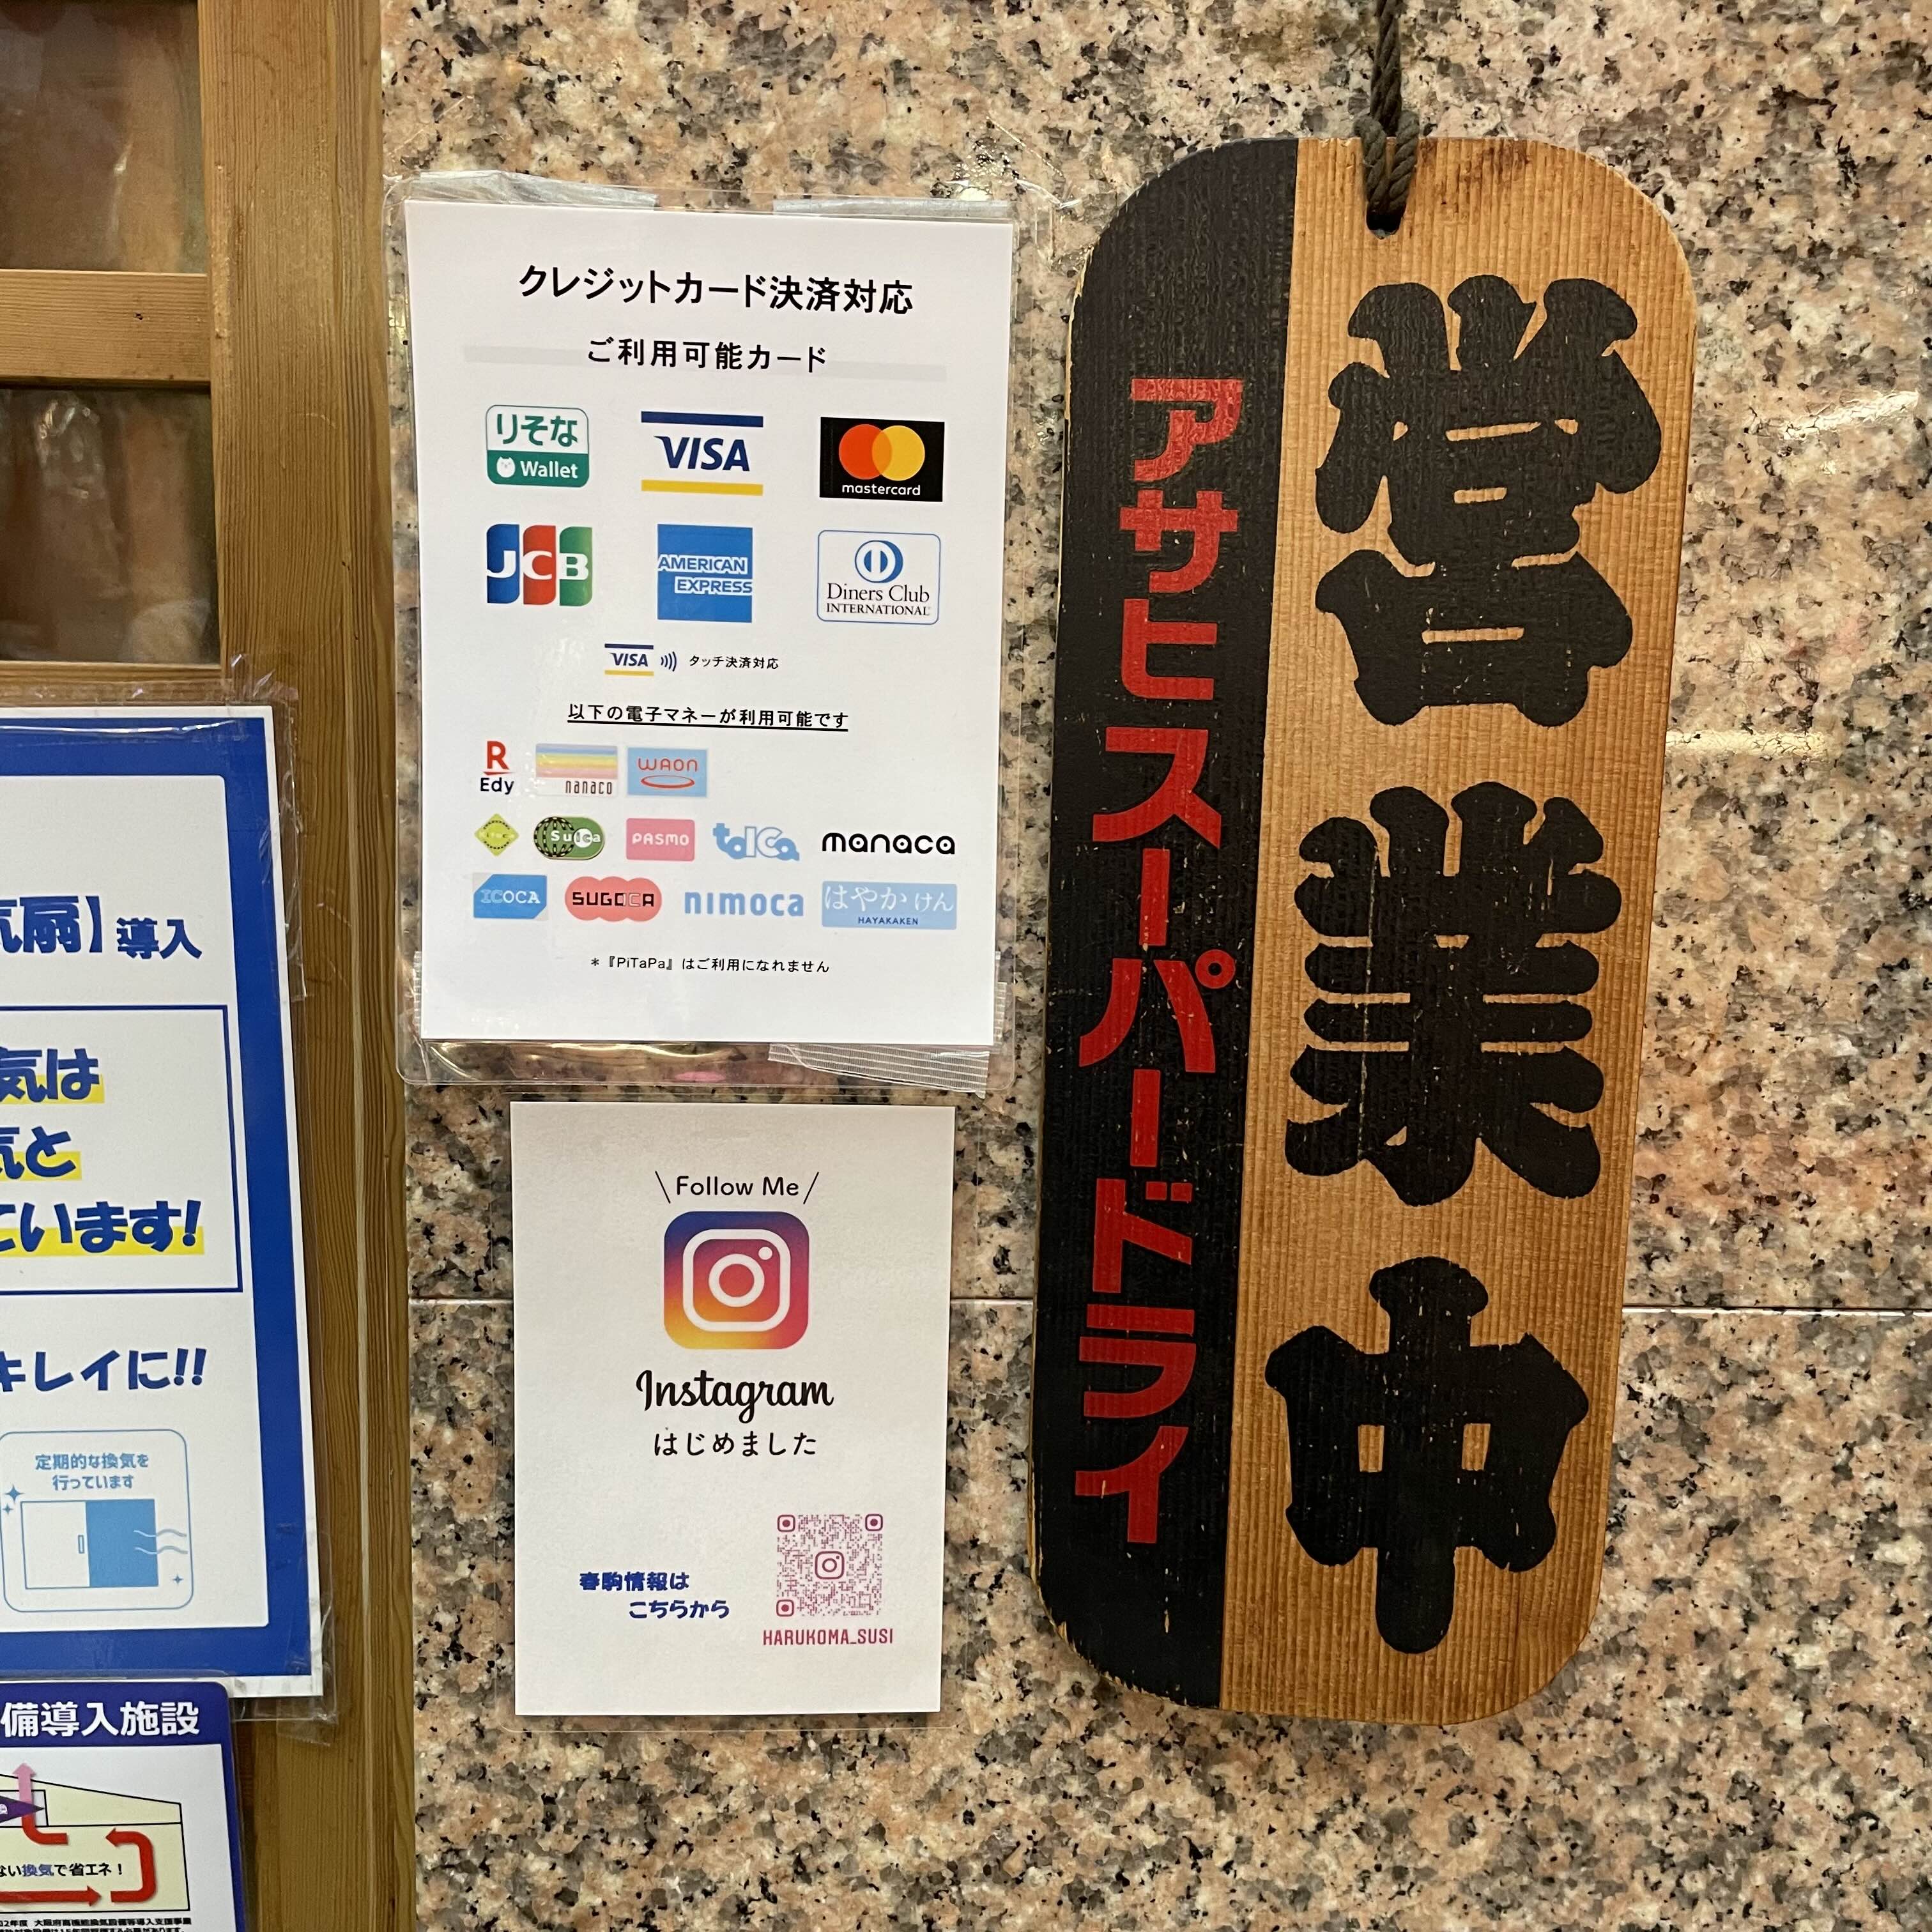 気扇】導入
気は
気と
ています!
キレイに!!
定期的な換気を
行っています
備導入施設
ない換気で省エネ!
クレジットカード決済対応
ご利用可能カード
りそな
Wallet
VISA
mastercard
JCB
AMERICAN
EXPRESS
Diners Club
INTERNATIONAL
VISA タッチ決済対応
以下の電子マネーが利用可能です
R
Edy
nanaco
WAON
Kitaca
Suica
PASMO
toICa
manaca
ICOCA
SUGOCA
nimoca
はやかけん
HAYAKAKEN
*『PiTaPa』はご利用になれません
\Follow Me/
Instagram
はじめました
春駒情報は
こちらから
HARUKOMA_SUSI
営業中
アサヒスーパードライ